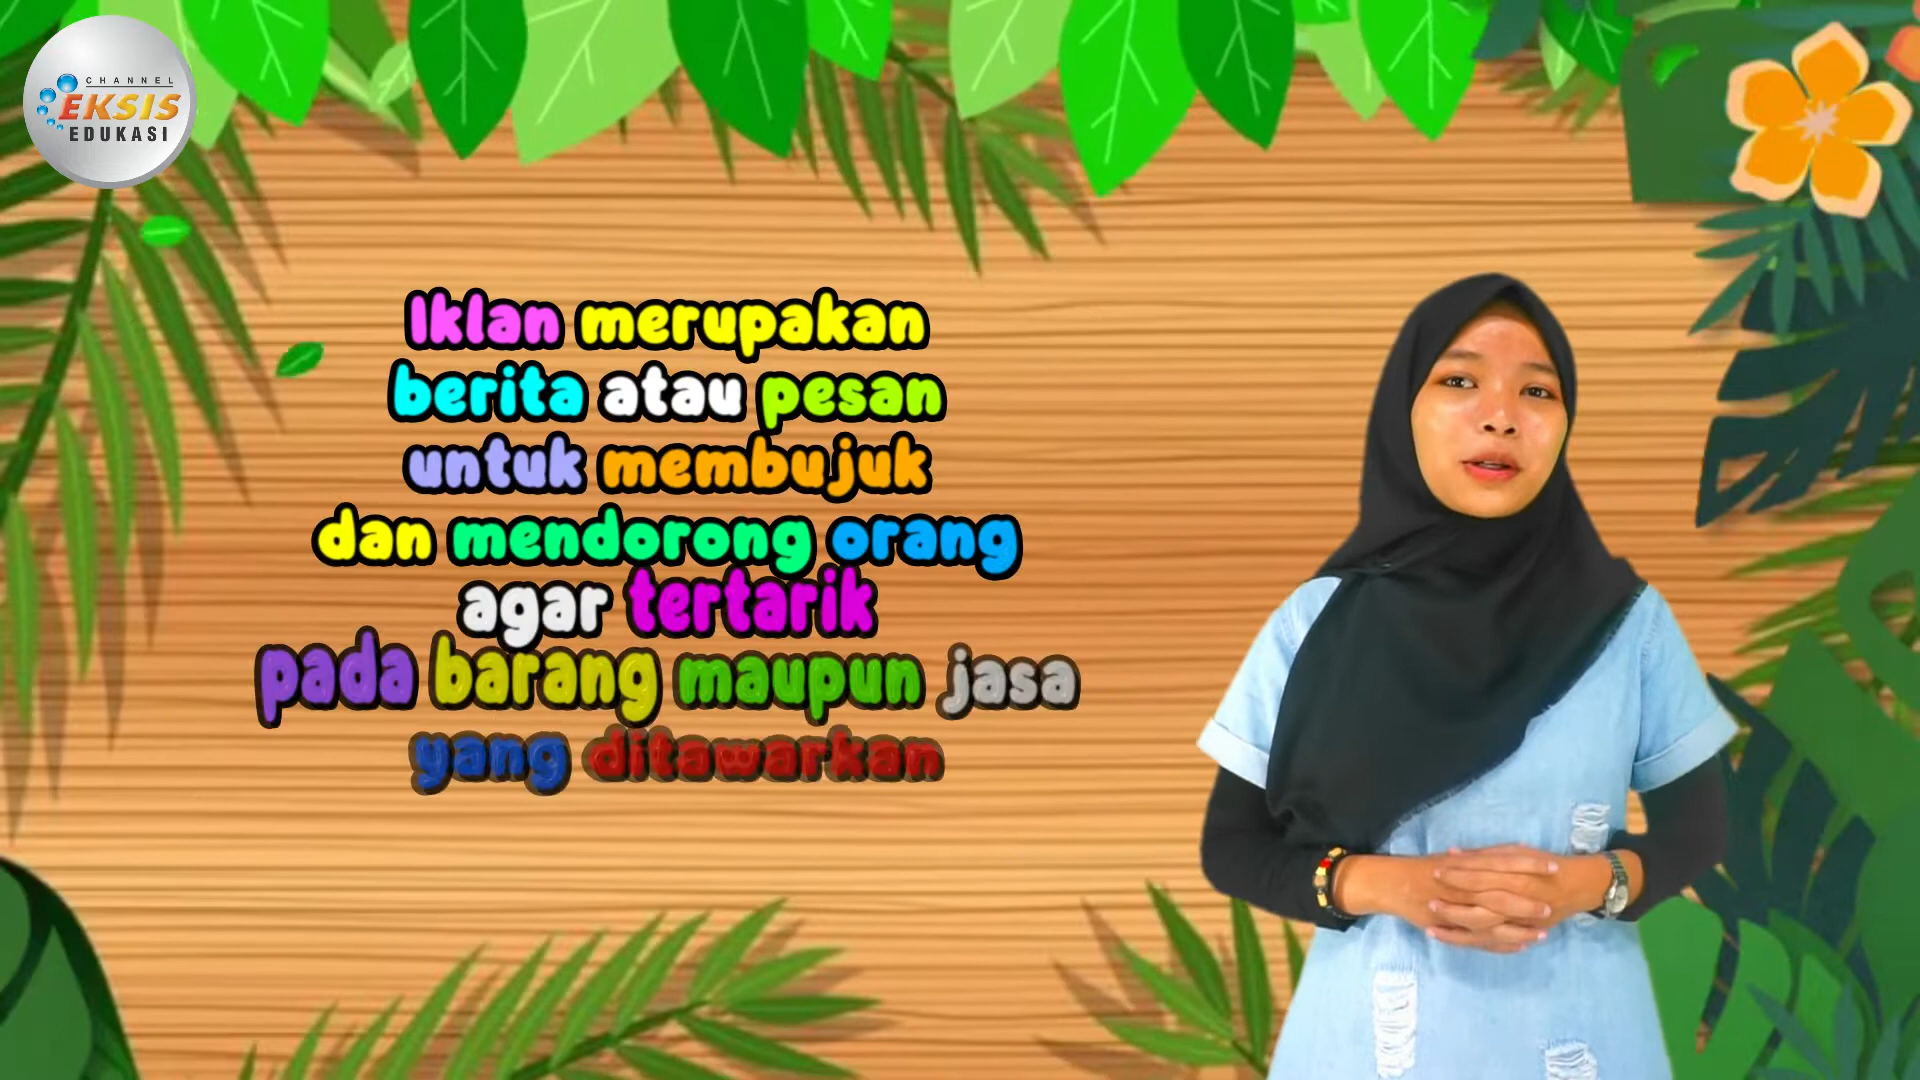 CHANNEL
EKSIS
EDUKASI
Iklan merupakan
berita atau pesan
untuk membujuk
dan mendorong orang
agar tertarik
pada barang maupun jasa
yang ditawarkan